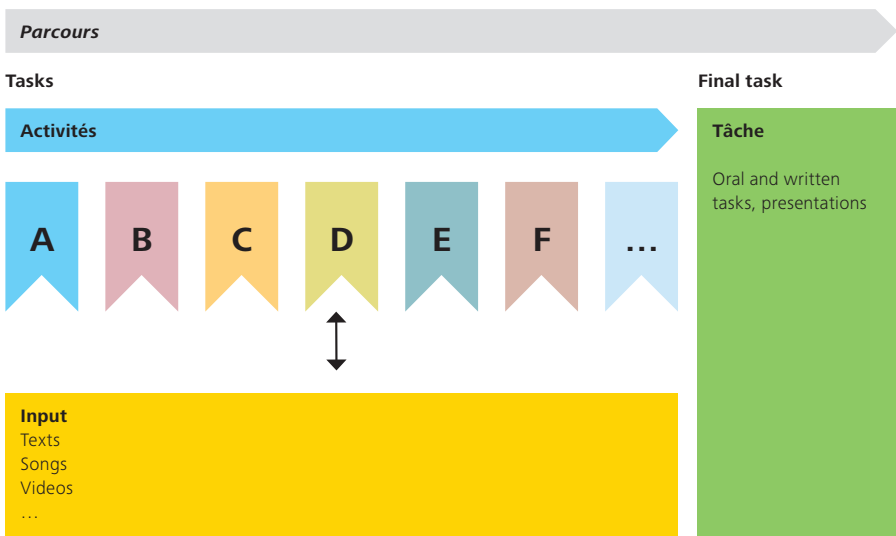 Parcours
Tasks
Final task
Activités
Tâche
Oral and written
tasks, presentations
A B C D E F ...
Input
Texts
Songs
Videos
...